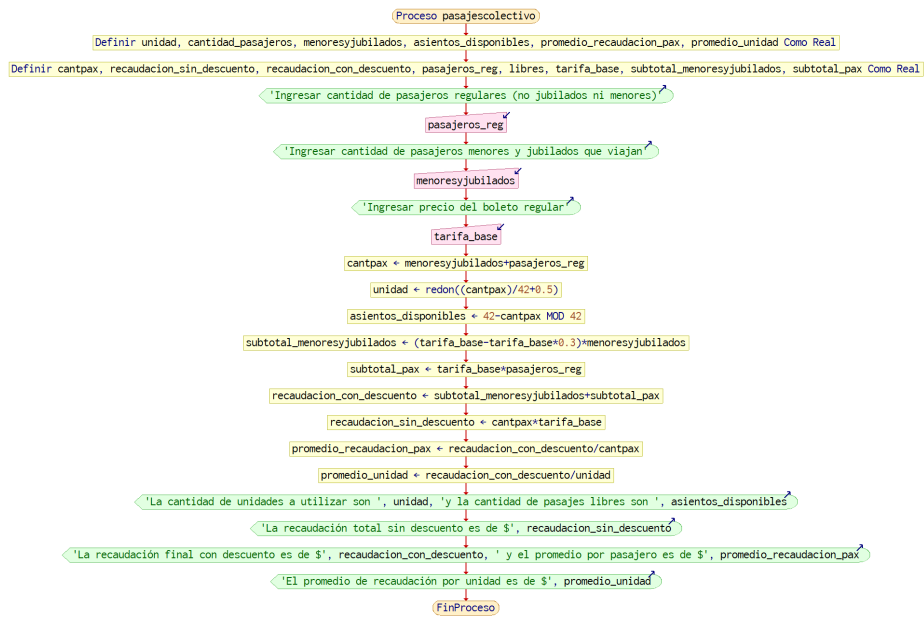 Proceso pasajescolectivo
Definir unidad, cantidad_pasajeros, menoresyjubilados, asientos_disponibles, promedio_recaudacion_pax, promedio_unidad Como Real
Definir cantpax, recaudacion_sin_descuento, recaudacion_con_descuento, pasajeros_reg, libres, tarifa_base, subtotal_menoresyjubilados, subtotal_pax Como Real
'Ingresar cantidad de pasajeros regulares (no jubilados ni menores)'
pasajeros_reg
'Ingresar cantidad de pasajeros menores y jubilados que viajan'
menoresyjubilados
'Ingresar precio del boleto regular'
tarifa_base
cantpax ← menoresyjubilados+pasajeros_reg
unidad ← redon((cantpax)/42+0.5)
asientos_disponibles ← 42-cantpax MOD 42
subtotal_menoresyjubilados ← (tarifa_base-tarifa_base*0.3)*menoresyjubilados
subtotal_pax ← tarifa_base*pasajeros_reg
recaudacion_con_descuento ← subtotal_menoresyjubilados+subtotal_pax
recaudacion_sin_descuento ← cantpax*tarifa_base
promedio_recaudacion_pax ← recaudacion_con_descuento/cantpax
promedio_unidad ← recaudacion_con_descuento/unidad
'La cantidad de unidades a utilizar son ', unidad, 'y la cantidad de pasajes libres son ', asientos_disponibles
'La recaudación total sin descuento es de $', recaudacion_sin_descuento
'La recaudación final con descuento es de $', recaudacion_con_descuento, ' y el promedio por pasajero es de $', promedio_recaudacion_pax
'El promedio de recaudación por unidad es de $', promedio_unidad
FinProceso